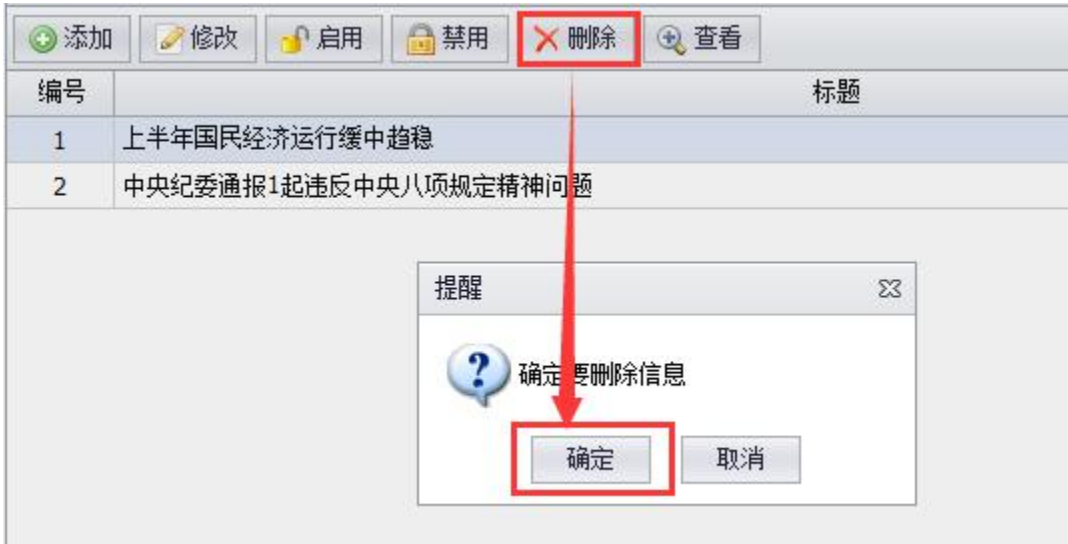 添加 修改 启用 禁用 删除 查看
编号 标题
1 上半年国民经济运行缓中趋稳
2 中央纪委通报1起违反中央八项规定精神问题
提醒
确定要删除信息
确定 取消